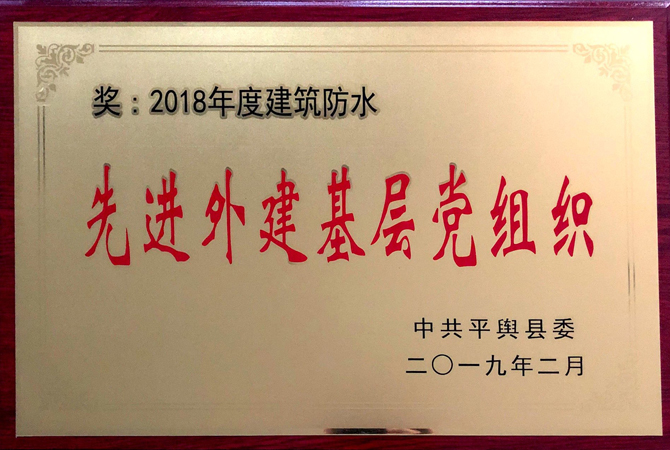 奖：2018年度建筑防水
先进外建基层党组织
中共平舆县委
二〇一九年二月